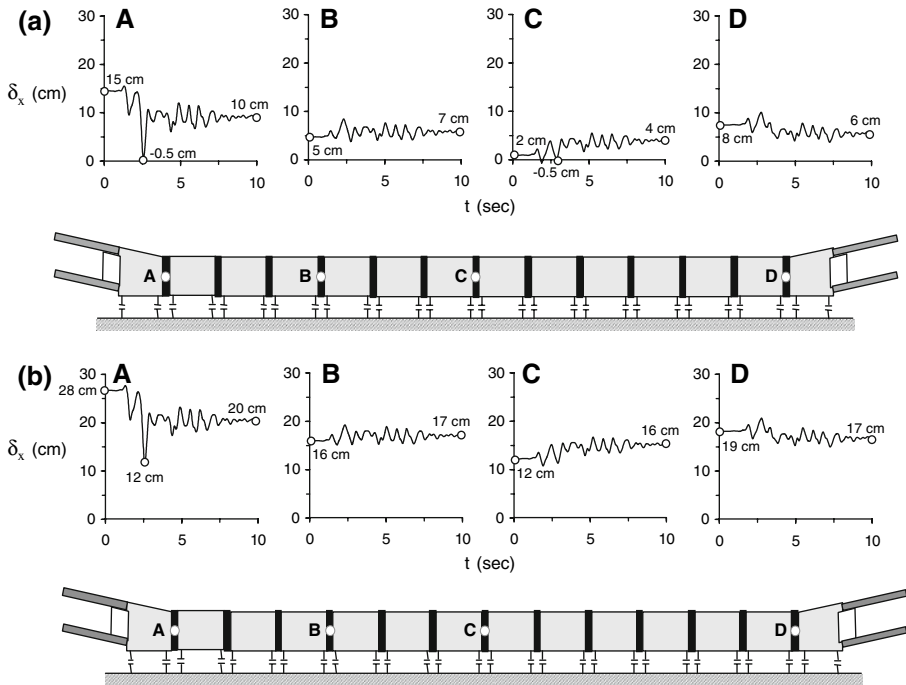 (a)
A B C D
30 30 30 30
20 20 20 20
10 10 10 10
0 0 0 0
δx (cm)
15 cm 10 cm -0.5 cm
5 cm 7 cm
2 cm 4 cm -0.5 cm
8 cm 6 cm
0 5 10 0 5 10 0 5 10 0 5 10
t (sec)
A B C D
(b)
A B C D
30 30 30 30
20 20 20 20
10 10 10 10
0 0 0 0
δx (cm)
28 cm 20 cm 12 cm
16 cm 17 cm
12 cm 16 cm
19 cm 17 cm
0 5 10 0 5 10 0 5 10 0 5 10
t (sec)
A B C D